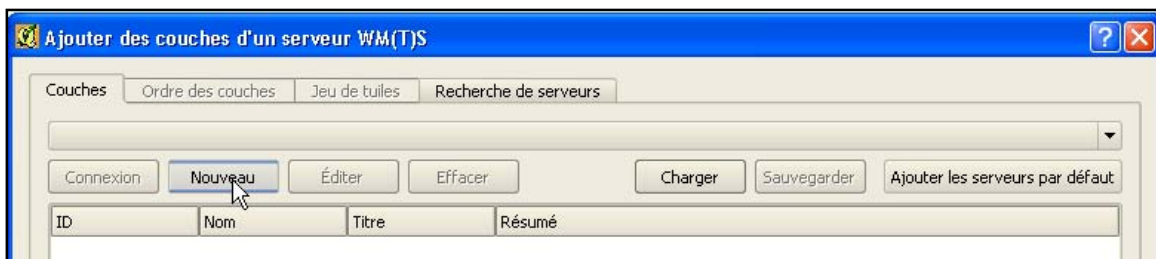 Ajouter des couches d'un serveur WM(T)S
Couches Ordre des couches Jeu de tuiles Recherche de serveurs
Connexion Nouveau Éditer Effacer Charger Sauvegarder Ajouter les serveurs par défaut
ID Nom Titre Résumé